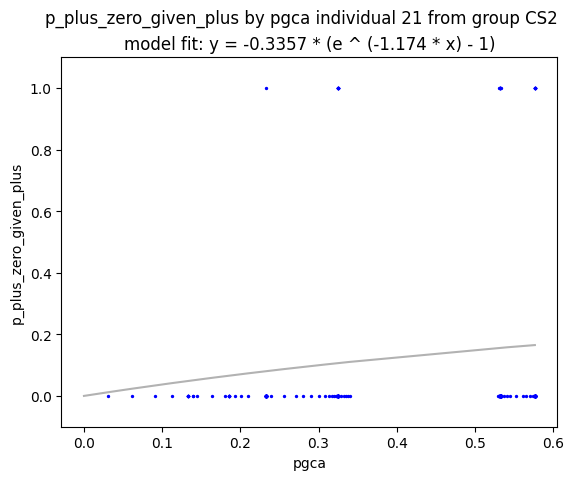 p_plus_zero_given_plus by pgca individual 21 from group CS2
model fit: y = -0.3357 * (e ^ (-1.174 * x) - 1)
1.0
0.8
0.6
0.4
0.2
0.0
p_plus_zero_given_plus
0.0 0.1 0.2 0.3 0.4 0.5 0.6
pgca